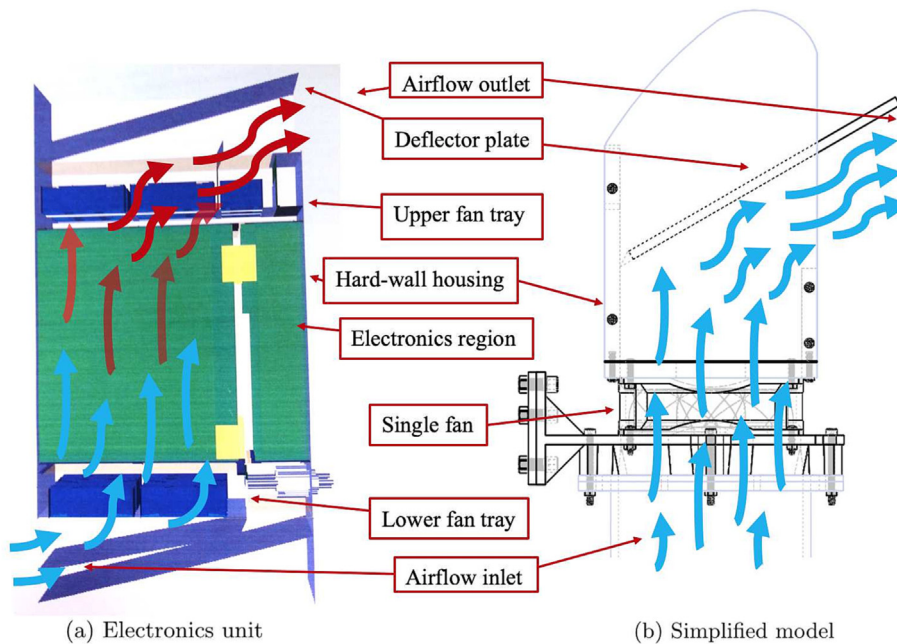 Airflow outlet
Deflector plate
Upper fan tray
Hard-wall housing
Electronics region
Single fan
Lower fan tray
Airflow inlet
(a) Electronics unit
(b) Simplified model